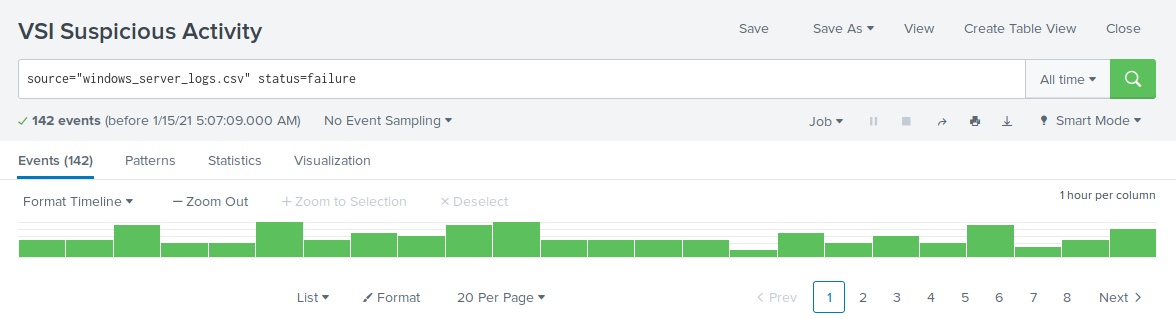 VSI Suspicious Activity
Save Save As View Create Table View Close
source="windows_server_logs.csv" status=failure
All time
142 events (before 1/15/21 5:07:09.000 AM) No Event Sampling
Job Smart Mode
Events (142) Patterns Statistics Visualization
Format Timeline — Zoom Out + Zoom to Selection × Deselect
1 hour per column
List Format 20 Per Page
< Prev 1 2 3 4 5 6 7 8 Next >